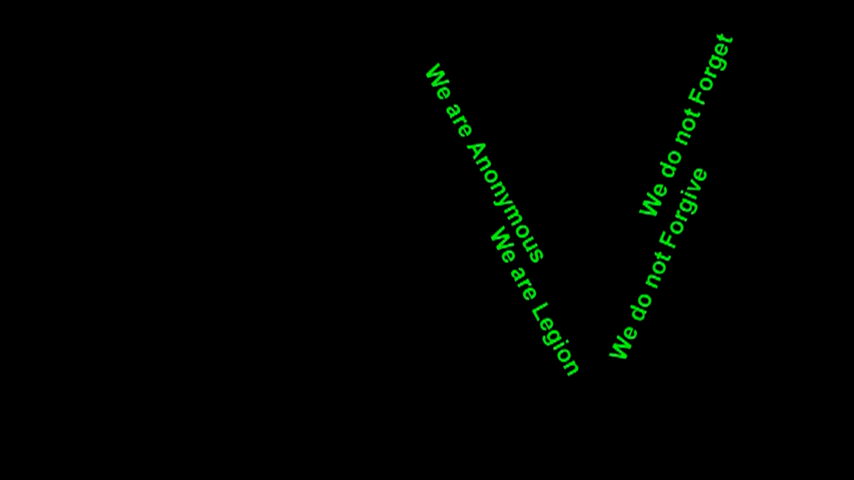 We are Anonymous
We are Legion
We do not Forgive
We do not Forget